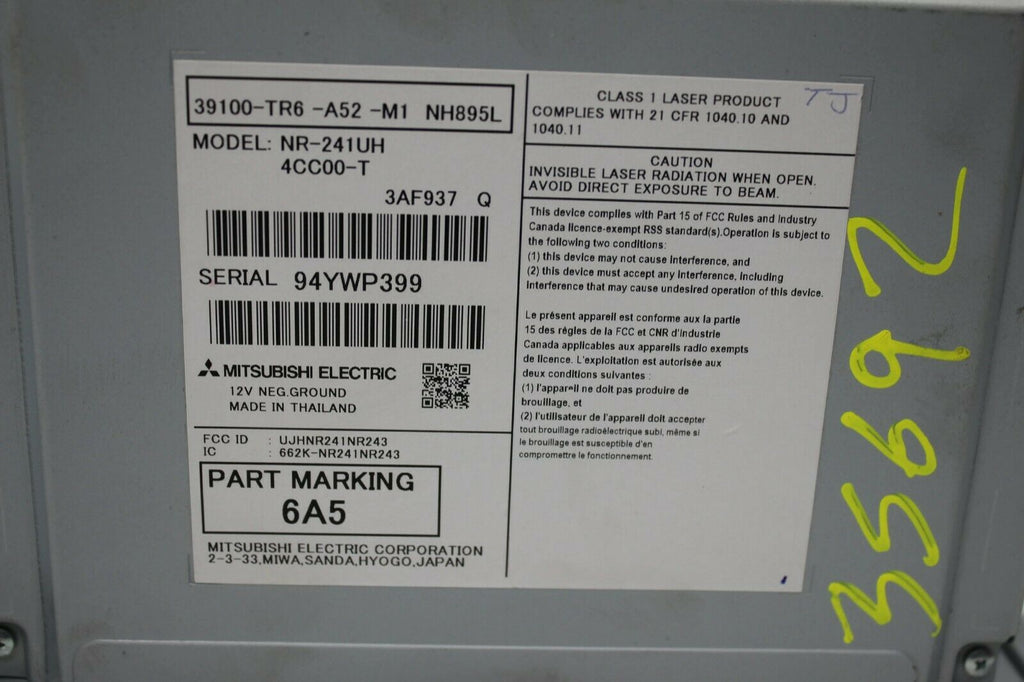 39100-TR6 -A52 -M1 NH895L
MODEL: NR-241UH
4CC00-T
3AF937 Q
SERIAL 94YWP399
MITSUBISHI ELECTRIC
12V NEG.GROUND
MADE IN THAILAND
FCC ID : UJHNR241NR243
IC : 662K-NR241NR243
PART MARKING
6A5
MITSUBISHI ELECTRIC CORPORATION
2-3-33,MIWA,SANDA,HYOGO,JAPAN
CLASS 1 LASER PRODUCT
COMPLIES WITH 21 CFR 1040.10 AND
1040.11
TJ
CAUTION
INVISIBLE LASER RADIATION WHEN OPEN.
AVOID DIRECT EXPOSURE TO BEAM.
This device complies with Part 15 of FCC Rules and Industry
Canada licence-exempt RSS standard(s).Operation is subject to
the following two conditions:
(1) this device may not cause interference, and
(2) this device must accept any interference, including
interference that may cause undesired operation of this device.
Le présent appareil est conforme aux la partie
15 des règles de la FCC et CNR d'Industrie
Canada applicables aux appareils radio exempts
de licence. L'exploitation est autorisée aux
deux conditions suivantes :
(1) l'appareil ne doit pas produire de
brouillage, et
(2) l'utilisateur de l'appareil doit accepter
tout brouillage radioélectrique subi, même si
le brouillage est susceptible d'en
compromettre le fonctionnement.
3S692